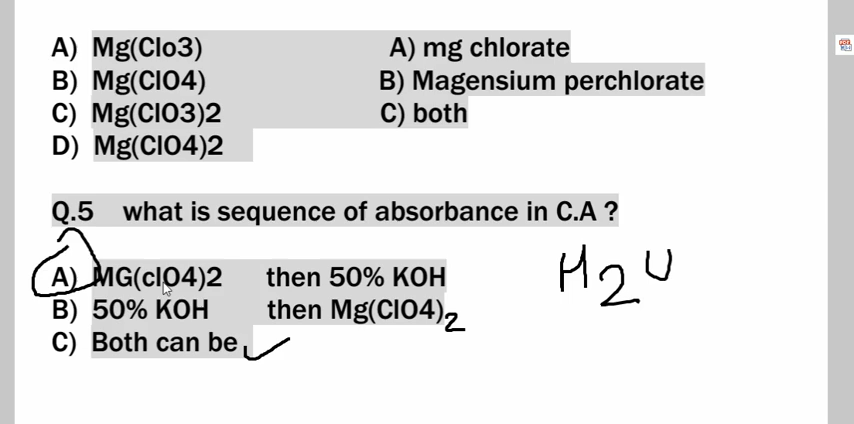 A) Mg(Clo3) A) mg chlorate
B) Mg(ClO4) B) Magensium perchlorate
C) Mg(ClO3)2 C) both
D) Mg(ClO4)2
Q.5 what is sequence of absorbance in C.A ?
A) MG(clO4)2 then 50% KOH
B) 50% KOH then Mg(ClO4)2
C) Both can be
H2U